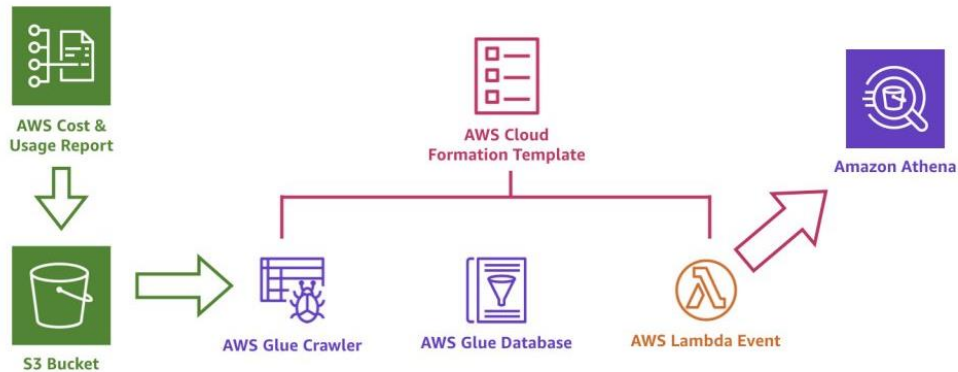 AWS Cost &
Usage Report
AWS Cloud
Formation Template
Amazon Athena
S3 Bucket
AWS Glue Crawler
AWS Glue Database
AWS Lambda Event